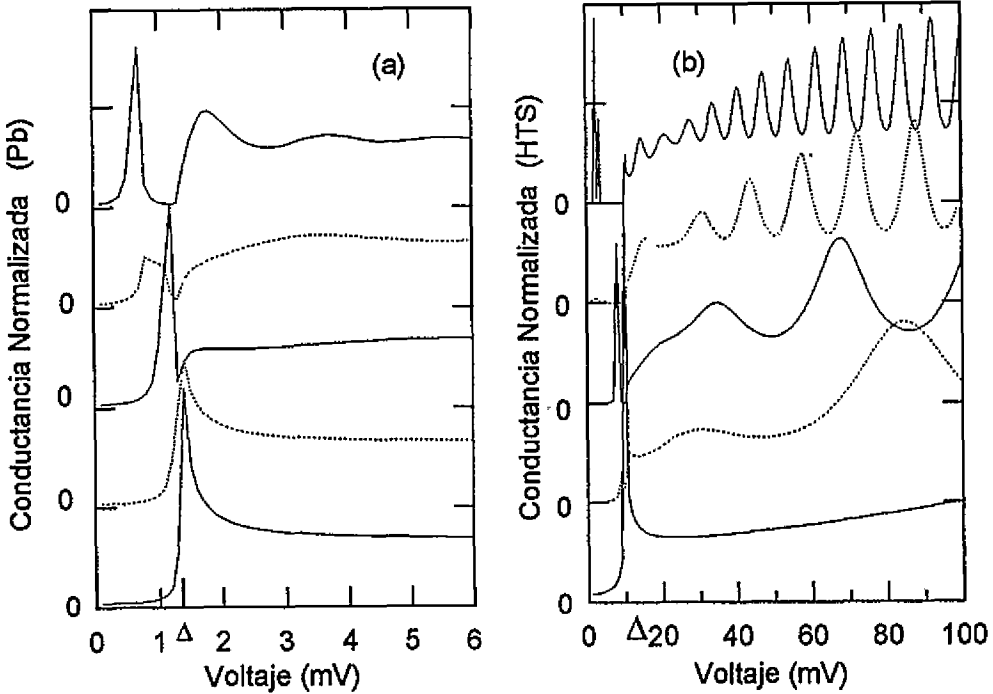 (a)
Conductancia Normalizada (Pb)
0
0
0
0
0
0 1 Δ 2 3 4 5 6
Voltaje (mV)
(b)
Conductancia Normalizada (HTS)
0
0
0
0
0
0 Δ 20 40 60 80 100
Voltaje (mV)